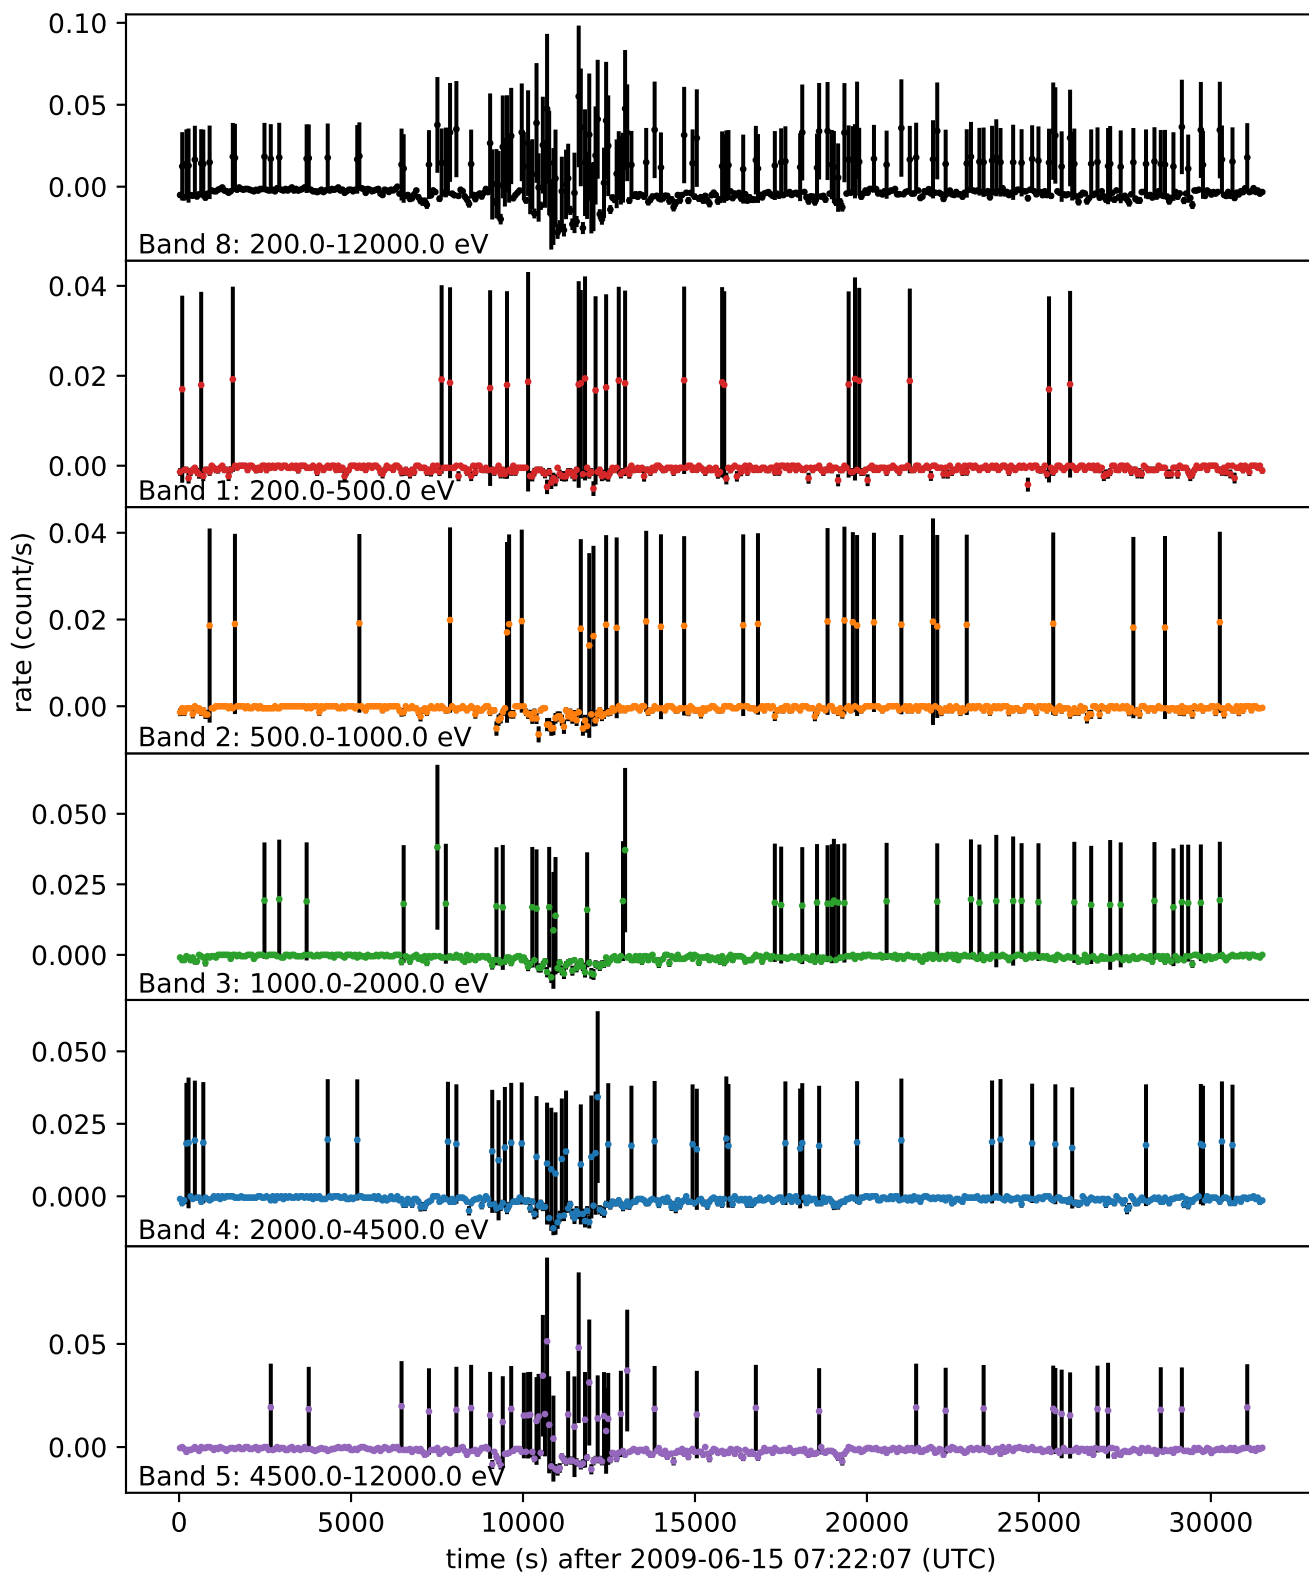 0.10
0.05
0.00
Band 8: 200.0-12000.0 eV
0.04
0.02
0.00
Band 1: 200.0-500.0 eV
rate (count/s)
0.04
0.02
0.00
Band 2: 500.0-1000.0 eV
0.050
0.025
0.000
Band 3: 1000.0-2000.0 eV
0.050
0.025
0.000
Band 4: 2000.0-4500.0 eV
0.05
0.00
Band 5: 4500.0-12000.0 eV
0 5000 10000 15000 20000 25000 30000
time (s) after 2009-06-15 07:22:07 (UTC)